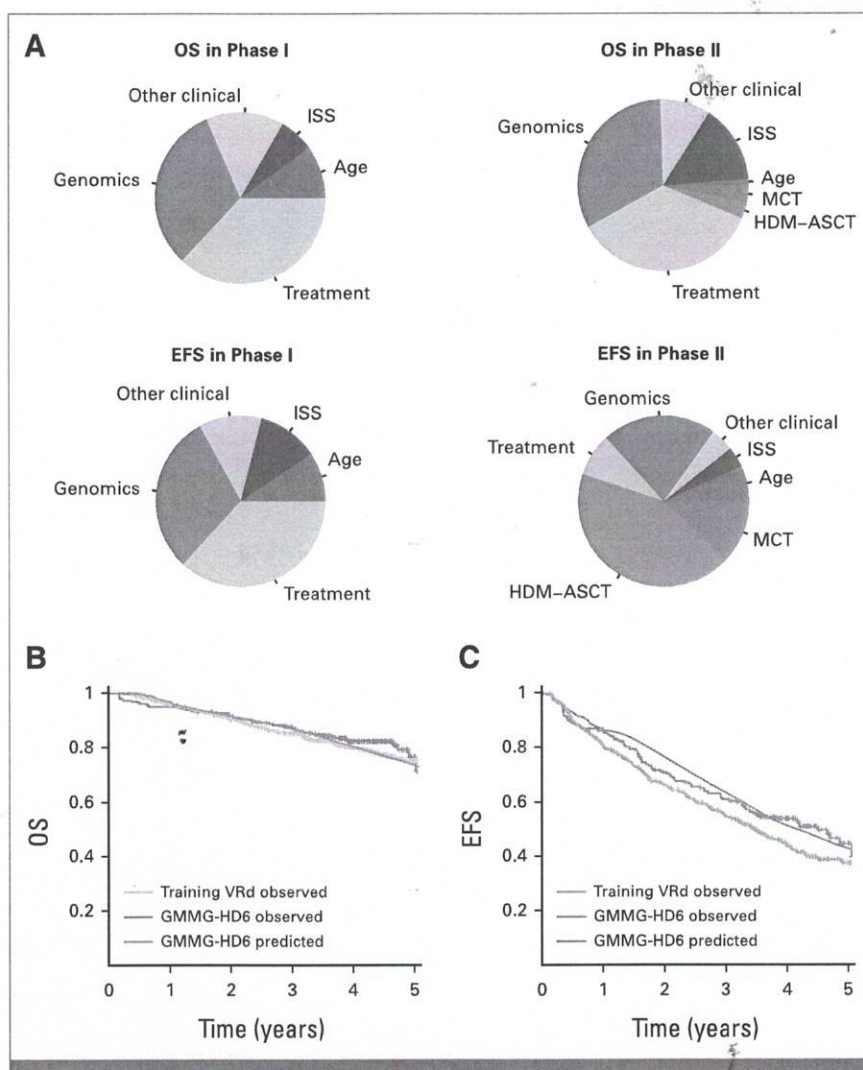 A
OS in Phase I
Other clinical
ISS
Genomics
Age
Treatment
OS in Phase II
Other clinical
Genomics
ISS
Age
MCT
HDM–ASCT
Treatment
EFS in Phase I
Other clinical
ISS
Age
Genomics
Treatment
EFS in Phase II
Genomics
Other clinical
Treatment
ISS
Age
MCT
HDM–ASCT
B
1
0.8
0.6
0.4
0.2
OS
Training VRd observed
GMMG-HD6 observed
GMMG-HD6 predicted
0 1 2 3 4 5
Time (years)
C
1
0.8
0.6
0.4
0.2
EFS
Training VRd observed
GMMG-HD6 observed
GMMG-HD6 predicted
0 1 2 3 4 5
Time (years)